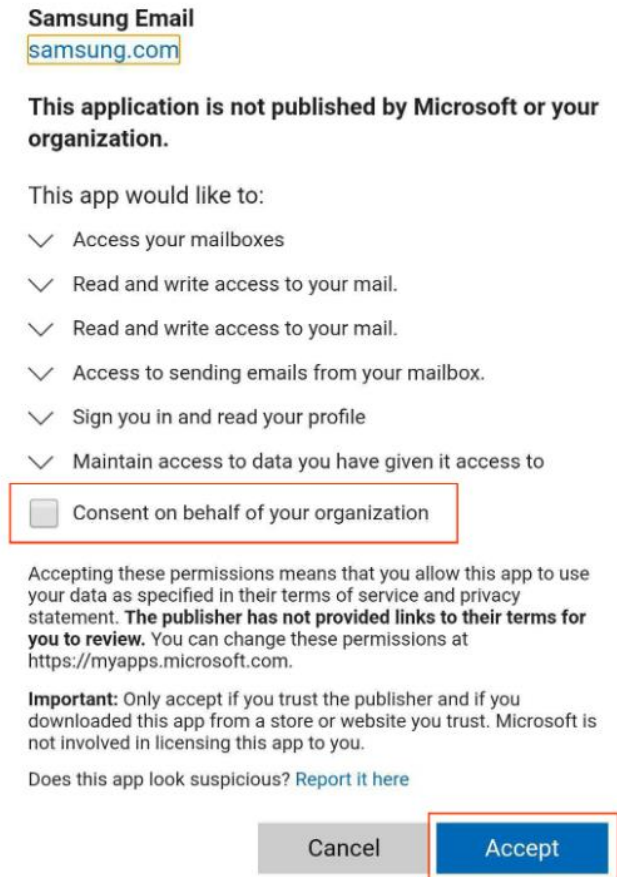 Samsung Email
samsung.com
This application is not published by Microsoft or your
organization.
This app would like to:
Access your mailboxes
Read and write access to your mail.
Read and write access to your mail.
Access to sending emails from your mailbox.
Sign you in and read your profile
Maintain access to data you have given it access to
Consent on behalf of your organization
Accepting these permissions means that you allow this app to use
your data as specified in their terms of service and privacy
statement. The publisher has not provided links to their terms for
you to review. You can change these permissions at
https://myapps.microsoft.com.
Important: Only accept if you trust the publisher and if you
downloaded this app from a store or website you trust. Microsoft is
not involved in licensing this app to you.
Does this app look suspicious? Report it here
Cancel
Accept